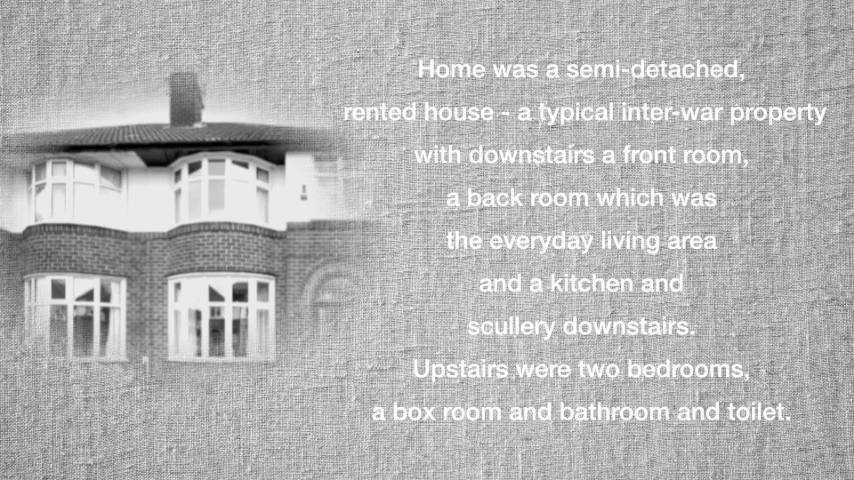 Home was a semi-detached,
rented house - a typical inter-war property
with downstairs a front room,
a back room which was
the everyday living area
and a kitchen and
scullery downstairs.
Upstairs were two bedrooms,
a box room and bathroom and toilet.